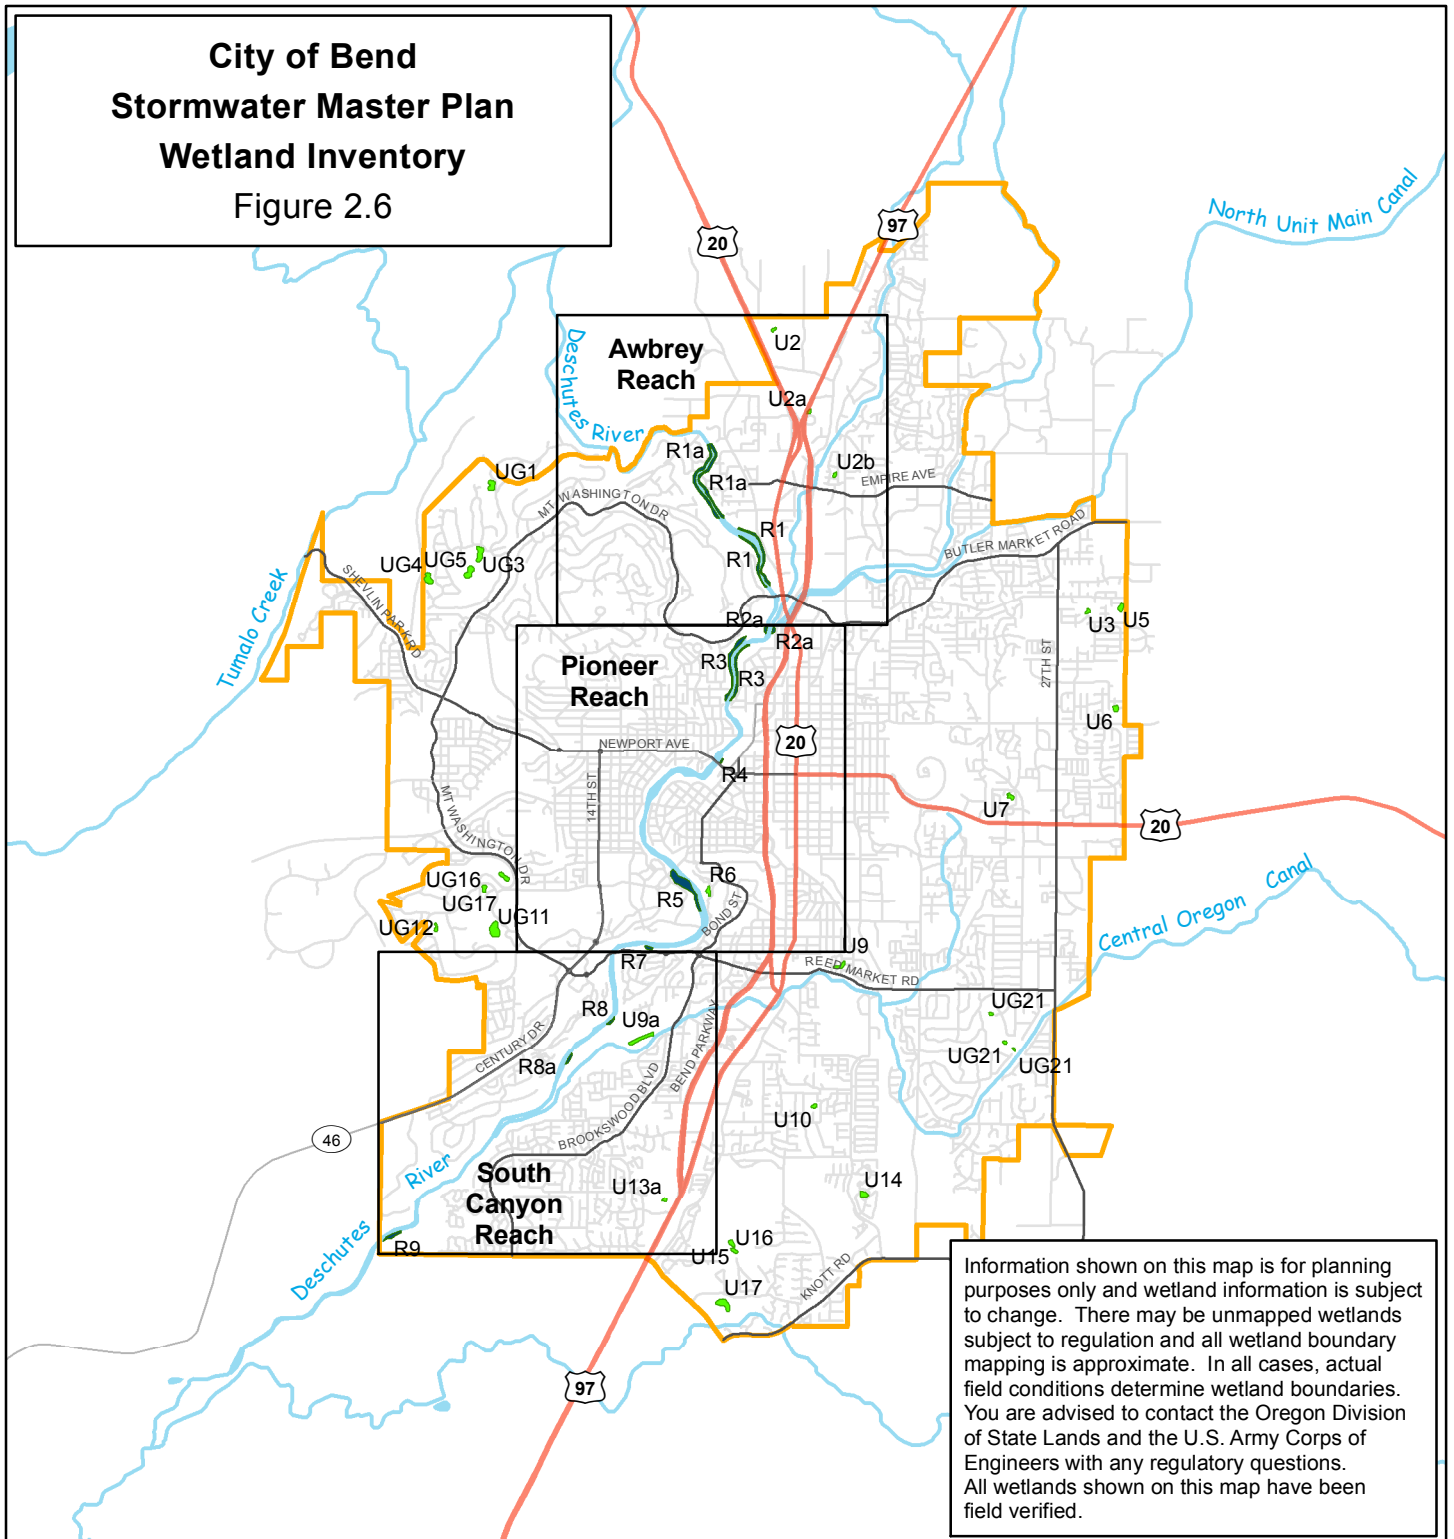 City of Bend
Stormwater Master Plan
Wetland Inventory
Figure 2.6
North Unit Main Canal
97
20
U2
Awbrey
Reach
Deschutes River
U2a
R1a
R1a
U2b
EMPIRE AVE
UG1
MT WASHINGTON DR
R1
R1
BUTLER MARKET ROAD
UG4
UG5
UG3
SHEVLIN PARK RD
Tumalo Creek
R2a
R2a
U3
U5
27TH ST
Pioneer
Reach
R3
R3
U6
NEWPORT AVE
20
R4
14TH ST
MT WASHINGTON DR
U7
20
UG16
UG17
UG11
UG12
R5
R6
BOND ST
Central Oregon Canal
R7
U9
REED MARKET RD
R8
U9a
CENTURY DR
R8a
BEND PARKWAY
BROOKSWOOD BLVD
UG21
UG21
UG21
U10
46
South
Canyon
Reach
U13a
U14
Deschutes River
R9
U16
U15
U17
KNOTT RD
97
Information shown on this map is for planning
purposes only and wetland information is subject
to change. There may be unmapped wetlands
subject to regulation and all wetland boundary
mapping is approximate. In all cases, actual
field conditions determine wetland boundaries.
You are advised to contact the Oregon Division
of State Lands and the U.S. Army Corps of
Engineers with any regulatory questions.
All wetlands shown on this map have been
field verified.